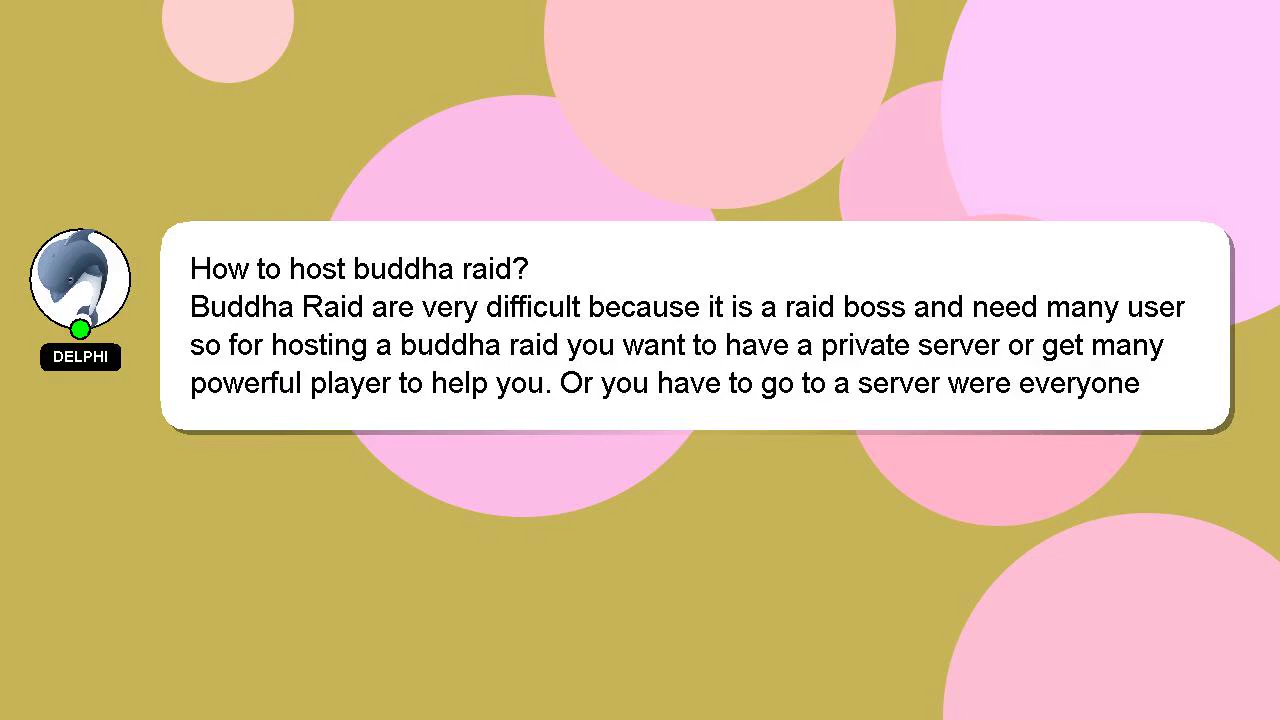 How to host buddha raid?
Buddha Raid are very difficult because it is a raid boss and need many user
so for hosting a buddha raid you want to have a private server or get many
powerful player to help you. Or you have to go to a server were everyone
DELPHI